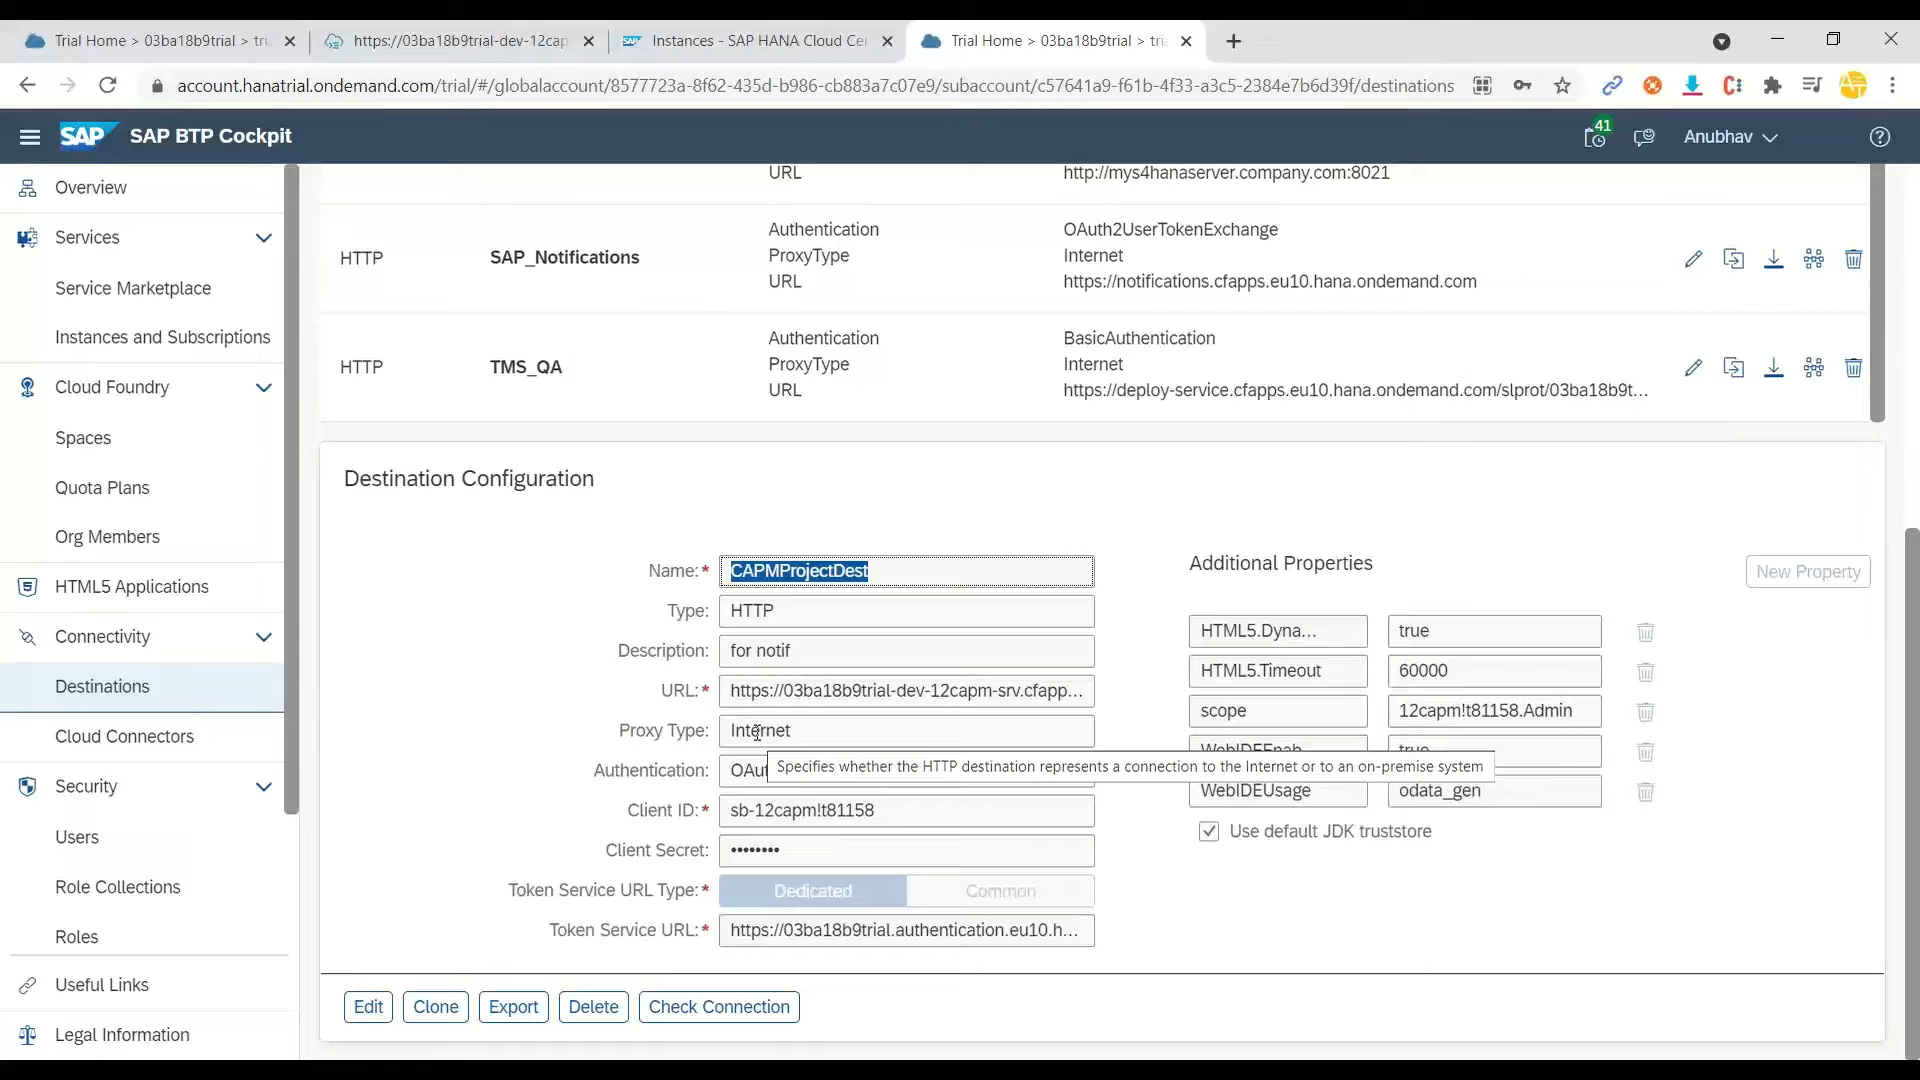 Trial Home > 03ba18b9trial > tru
https://03ba18b9trial-dev-12cap
SAP Instances - SAP HANA Cloud Ce
Trial Home > 03ba18b9trial > tria
account.hanatrial.ondemand.com/trial/#/globalaccount/8577723a-8f62-435d-b986-cb883a7c07e9/subaccount/c57641a9-f61b-4f33-a3c5-2384e7b6d39f/destinations
SAP SAP BTP Cockpit
41
Anubhav
Overview
Services
Service Marketplace
Instances and Subscriptions
Cloud Foundry
Spaces
Quota Plans
Org Members
HTML5 Applications
Connectivity
Destinations
Cloud Connectors
Security
Users
Role Collections
Roles
Useful Links
Legal Information
URL http://mys4hanaserver.company.com:8021
HTTP SAP_Notifications
Authentication OAuth2UserTokenExchange
ProxyType Internet
URL https://notifications.cfapps.eu10.hana.ondemand.com
HTTP TMS_QA
Authentication BasicAuthentication
ProxyType Internet
URL https://deploy-service.cfapps.eu10.hana.ondemand.com/slprot/03ba18b9t...
Destination Configuration
Name:* CAPMProjectDest
Type: HTTP
Description: for notif
URL:* https://03ba18b9trial-dev-12capm-srv.cfapp...
Proxy Type: Internet
Authentication: OAut
Specifies whether the HTTP destination represents a connection to the Internet or to an on-premise system
Client ID: sb-12capm!t81158
Client Secret: ••••••••
Token Service URL Type:* Dedicated Common
Token Service URL:* https://03ba18b9trial.authentication.eu10.h...
Additional Properties
New Property
HTML5.Dyna... true
HTML5.Timeout 60000
scope 12capm!t81158.Admin
WebIDEEnab true
WebIDEUsage odata_gen
Use default JDK truststore
Edit Clone Export Delete Check Connection